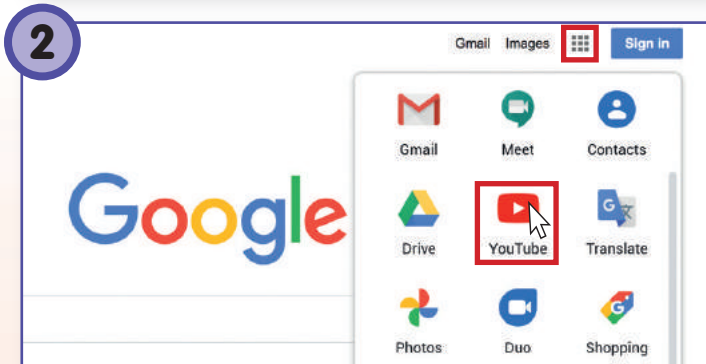 2
Gmail Images Sign in
Gmail Meet Contacts
Google
Drive YouTube Translate
Photos Duo Shopping